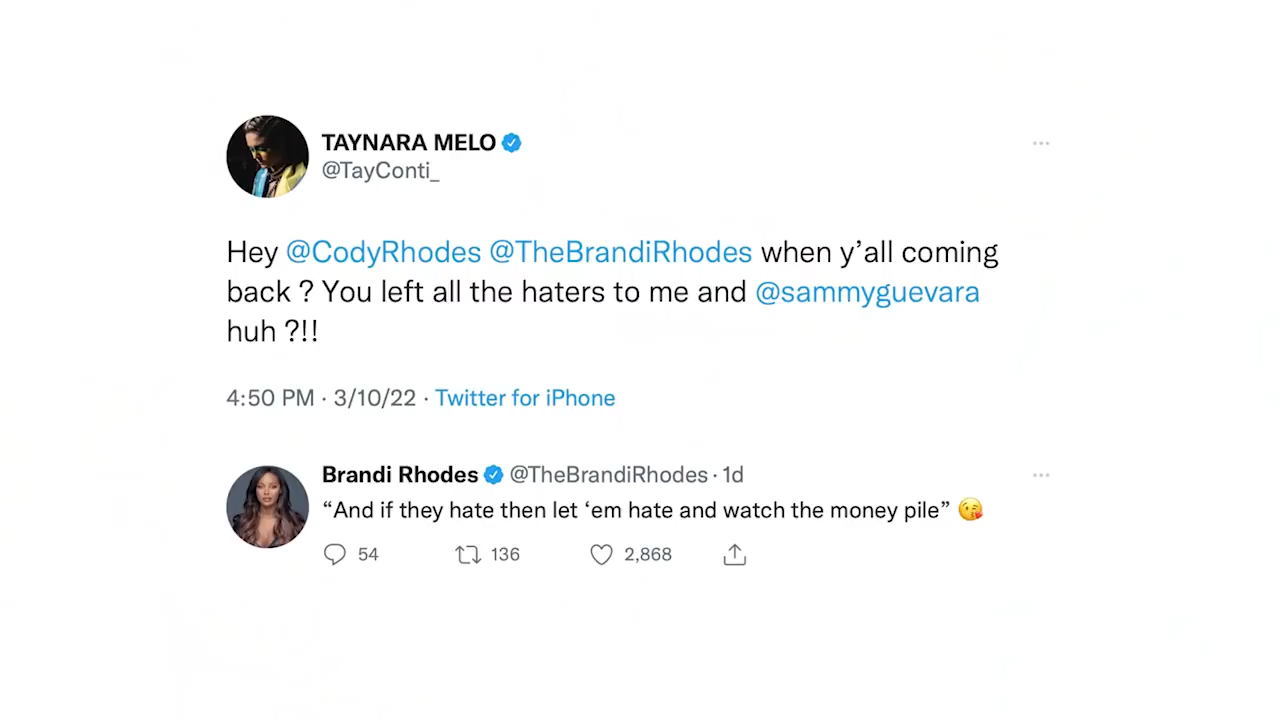 TAYNARA MELO
@TayConti_
Hey @CodyRhodes @TheBrandiRhodes when y’all coming
back ? You left all the haters to me and @sammyguevara
huh ?!!
4:50 PM · 3/10/22 · Twitter for iPhone
Brandi Rhodes @TheBrandiRhodes · 1d
“And if they hate then let ‘em hate and watch the money pile” 😘
54 136 2,868